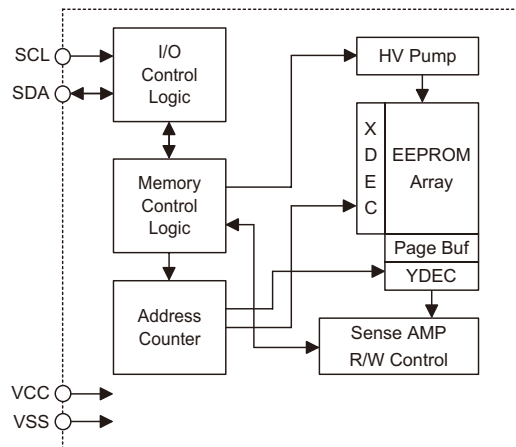 SCL
SDA
I/O
Control
Logic
HV Pump
X
D
E
C
EEPROM
Array
Memory
Control
Logic
Page Buf
YDEC
Address
Counter
Sense AMP
R/W Control
VCC
VSS